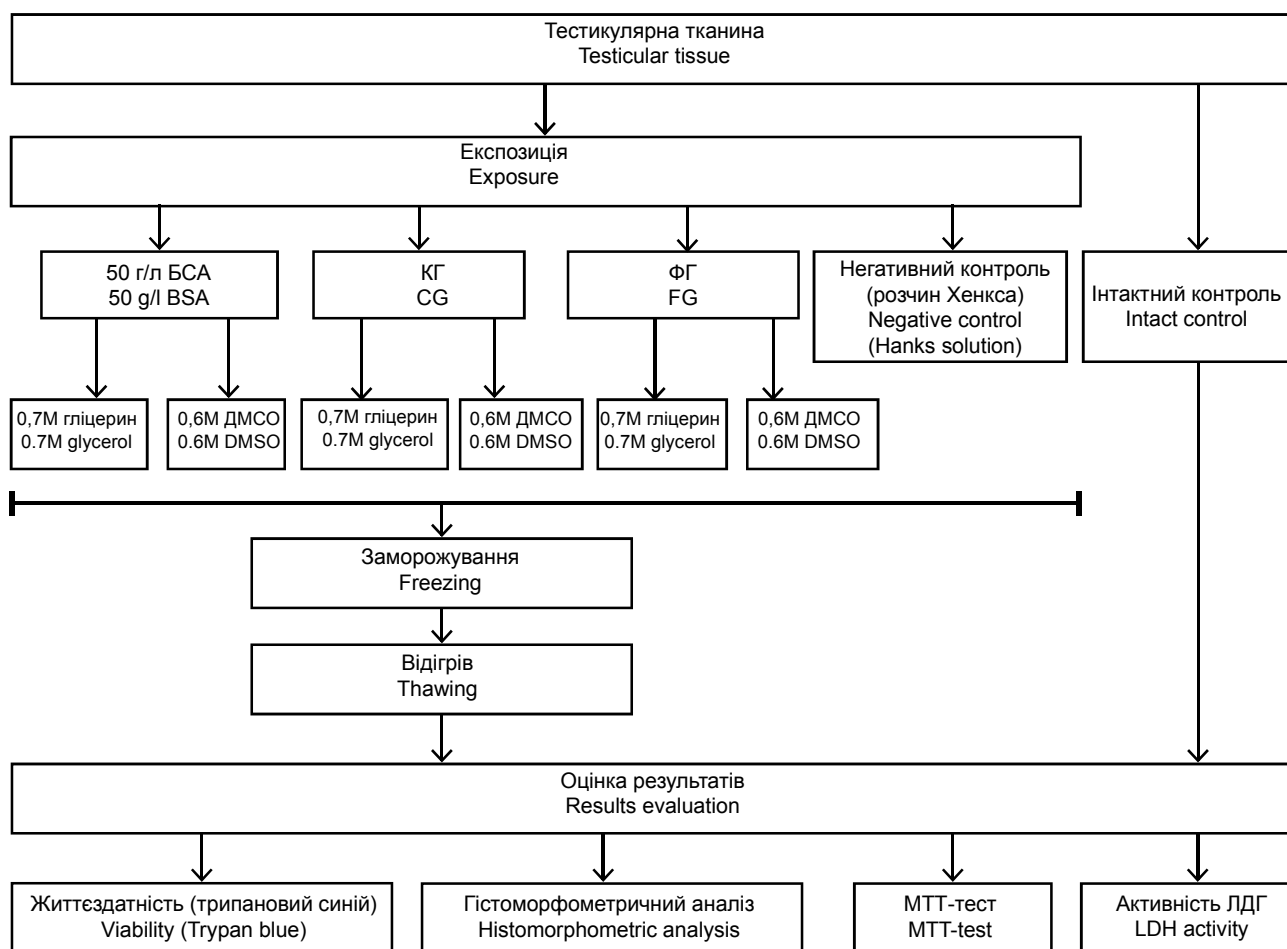 Тестикулярна тканина
Testicular tissue
Експозиція
Exposure
50 г/л БСА
50 g/l BSA
КГ
CG
ФГ
FG
Негативний контроль
(розчин Хенкса)
Negative control
(Hanks solution)
Інтактний контроль
Intact control
0,7М гліцерин
0.7M glycerol
0,6М ДМСО
0.6M DMSO
0,7М гліцерин
0.7M glycerol
0,6М ДМСО
0.6M DMSO
0,7М гліцерин
0.7M glycerol
0,6М ДМСО
0.6M DMSO
Заморожування
Freezing
Відігрів
Thawing
Оцінка результатів
Results evaluation
Життєздатність (трипановий синій)
Viability (Trypan blue)
Гістоморфометричний аналіз
Histomorphometric analysis
МТТ-тест
MTT-test
Активність ЛДГ
LDH activity